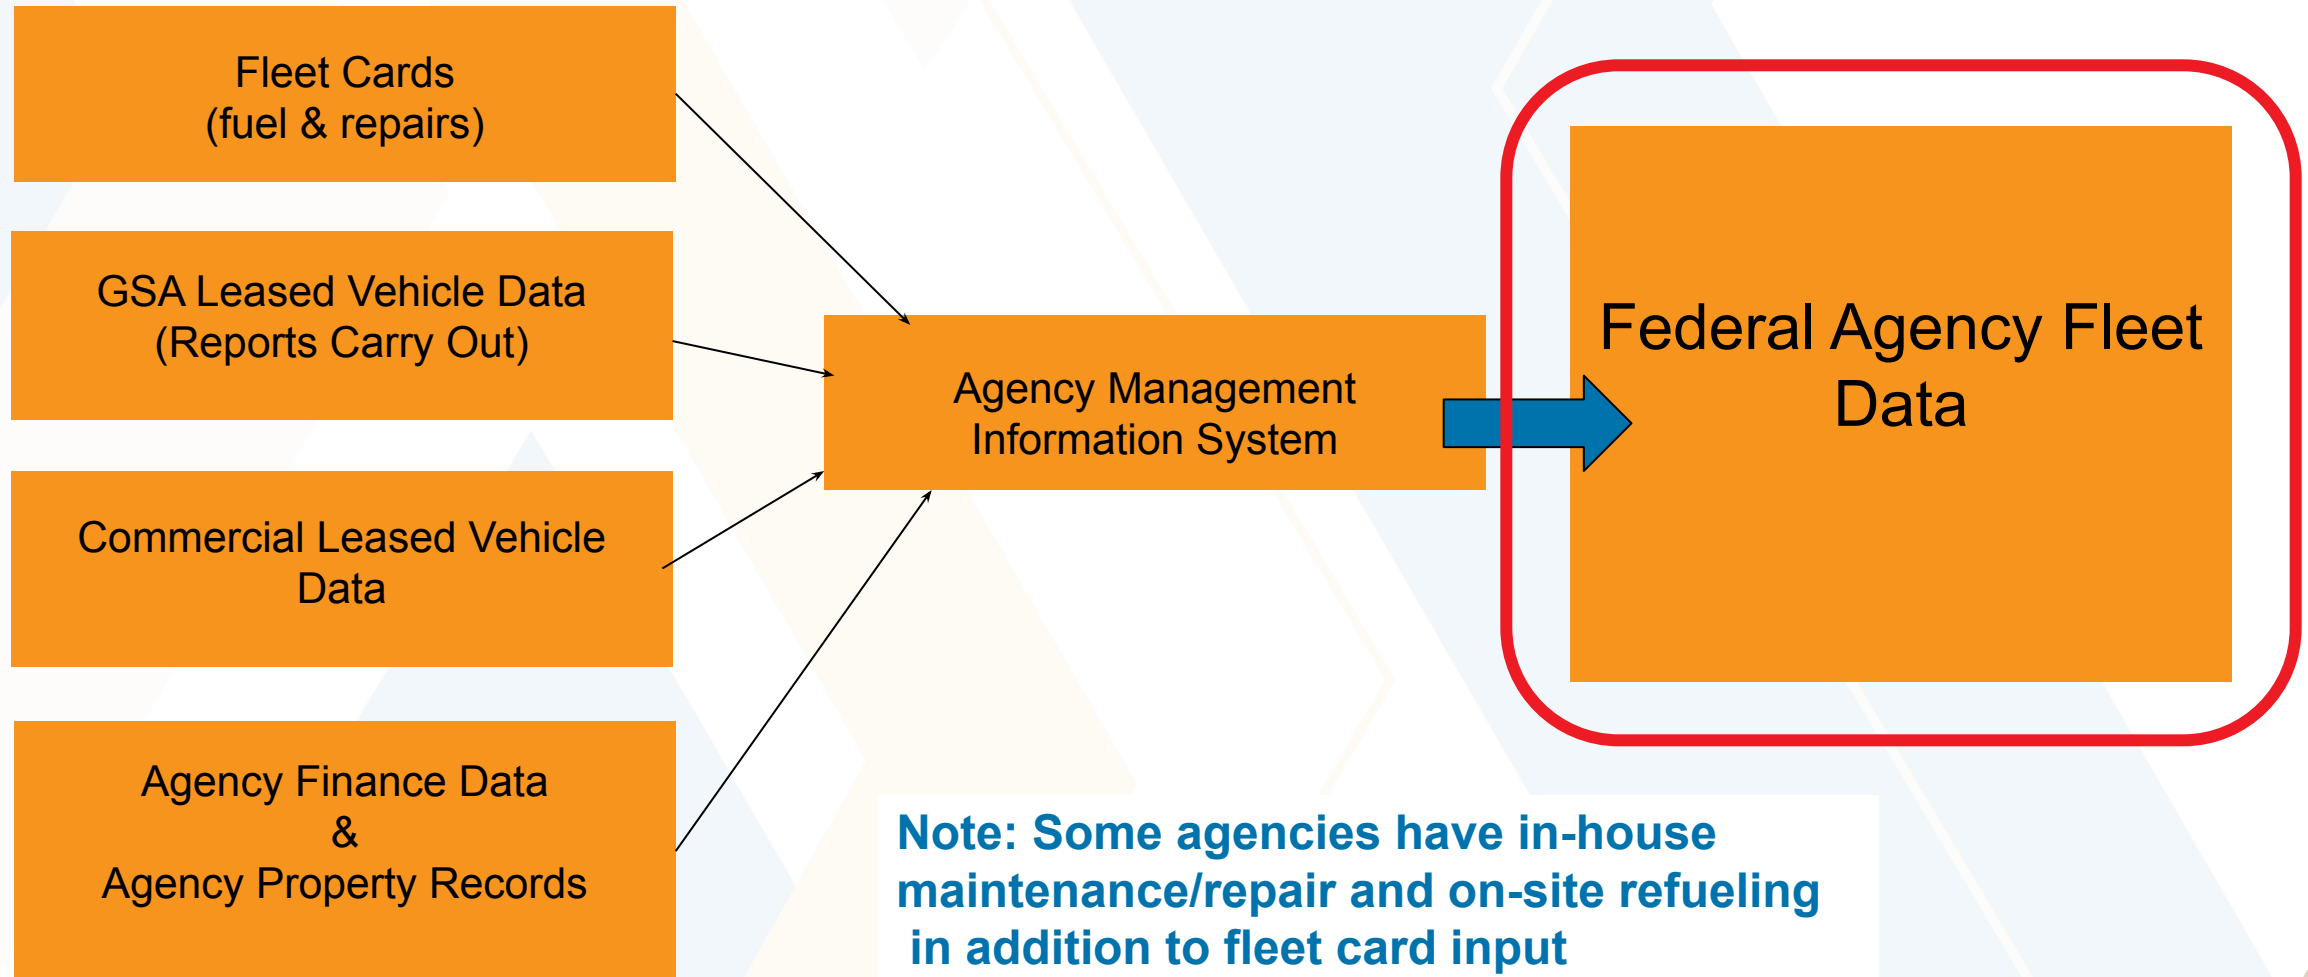 Fleet Cards
(fuel & repairs)
GSA Leased Vehicle Data
(Reports Carry Out)
Commercial Leased Vehicle
Data
Agency Finance Data
&
Agency Property Records
Agency Management
Information System
Federal Agency Fleet
Data
Note: Some agencies have in-house
maintenance/repair and on-site refueling
in addition to fleet card input